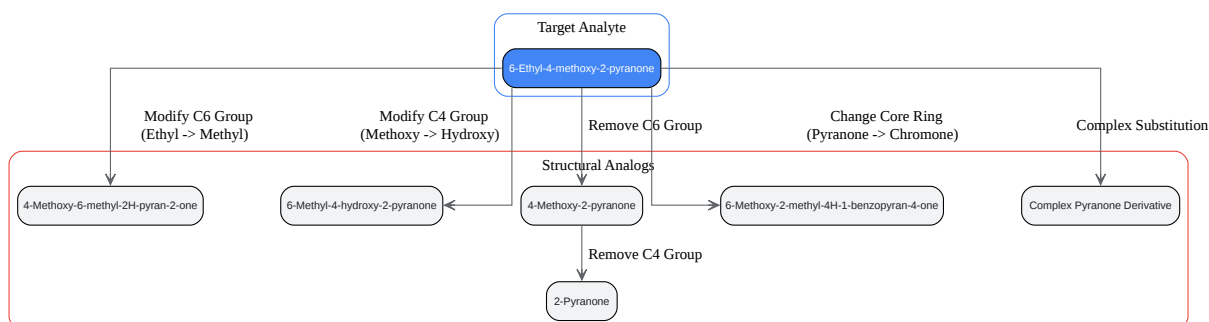 Target Analyte
6-Ethyl-4-methoxy-2-pyranone
Modify C6 Group
(Ethyl -> Methyl)
Modify C4 Group
(Methoxy -> Hydroxy)
Remove C6 Group
Change Core Ring
(Pyranone -> Chromone)
Complex Substitution
Structural Analogs
4-Methoxy-6-methyl-2H-pyran-2-one
6-Methyl-4-hydroxy-2-pyranone
4-Methoxy-2-pyranone
6-Methoxy-2-methyl-4H-1-benzopyran-4-one
Complex Pyranone Derivative
Remove C4 Group
2-Pyranone